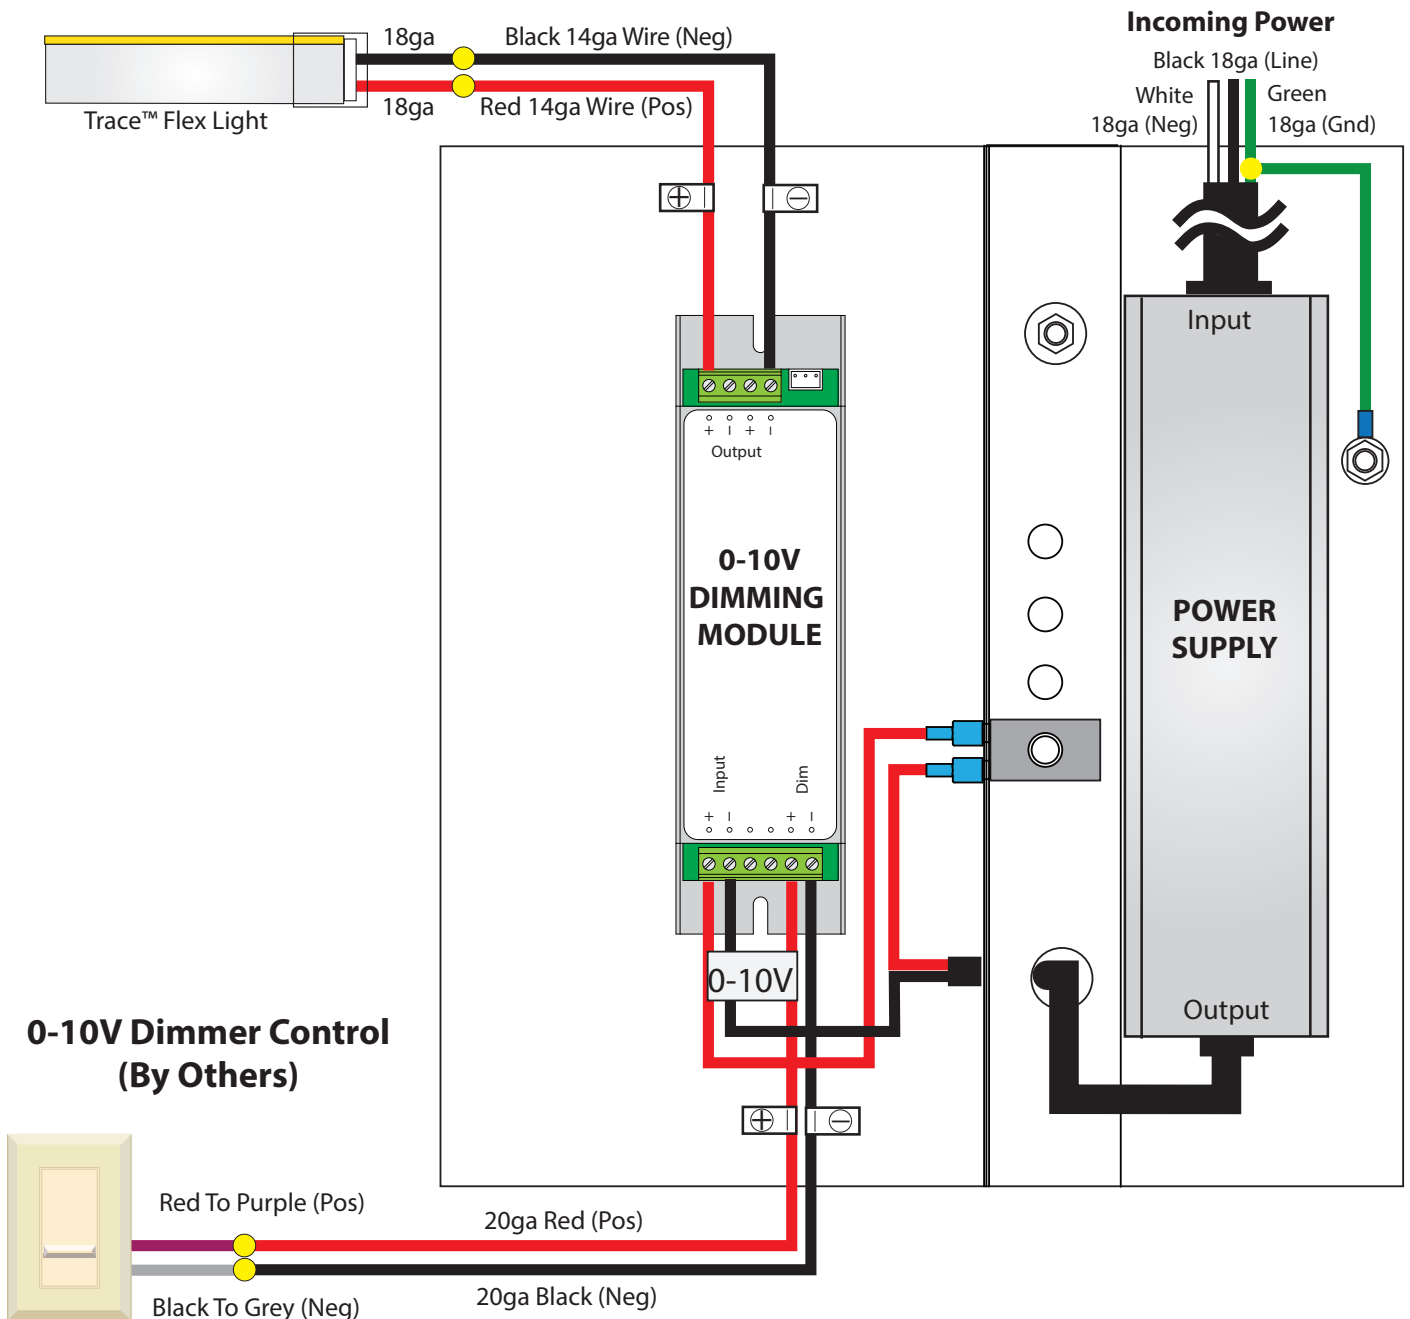 Incoming Power
Black 18ga (Line)
White
18ga (Neg)
Green
18ga (Gnd)
18ga
Black 14ga Wire (Neg)
18ga
Red 14ga Wire (Pos)
Trace™ Flex Light
+
−
Input
+ − + −
Output
0-10V
DIMMING
MODULE
POWER
SUPPLY
Input
Dim
+ − + −
0-10V
Output
0-10V Dimmer Control
(By Others)
+
−
Red To Purple (Pos)
20ga Red (Pos)
Black To Grey (Neg)
20ga Black (Neg)